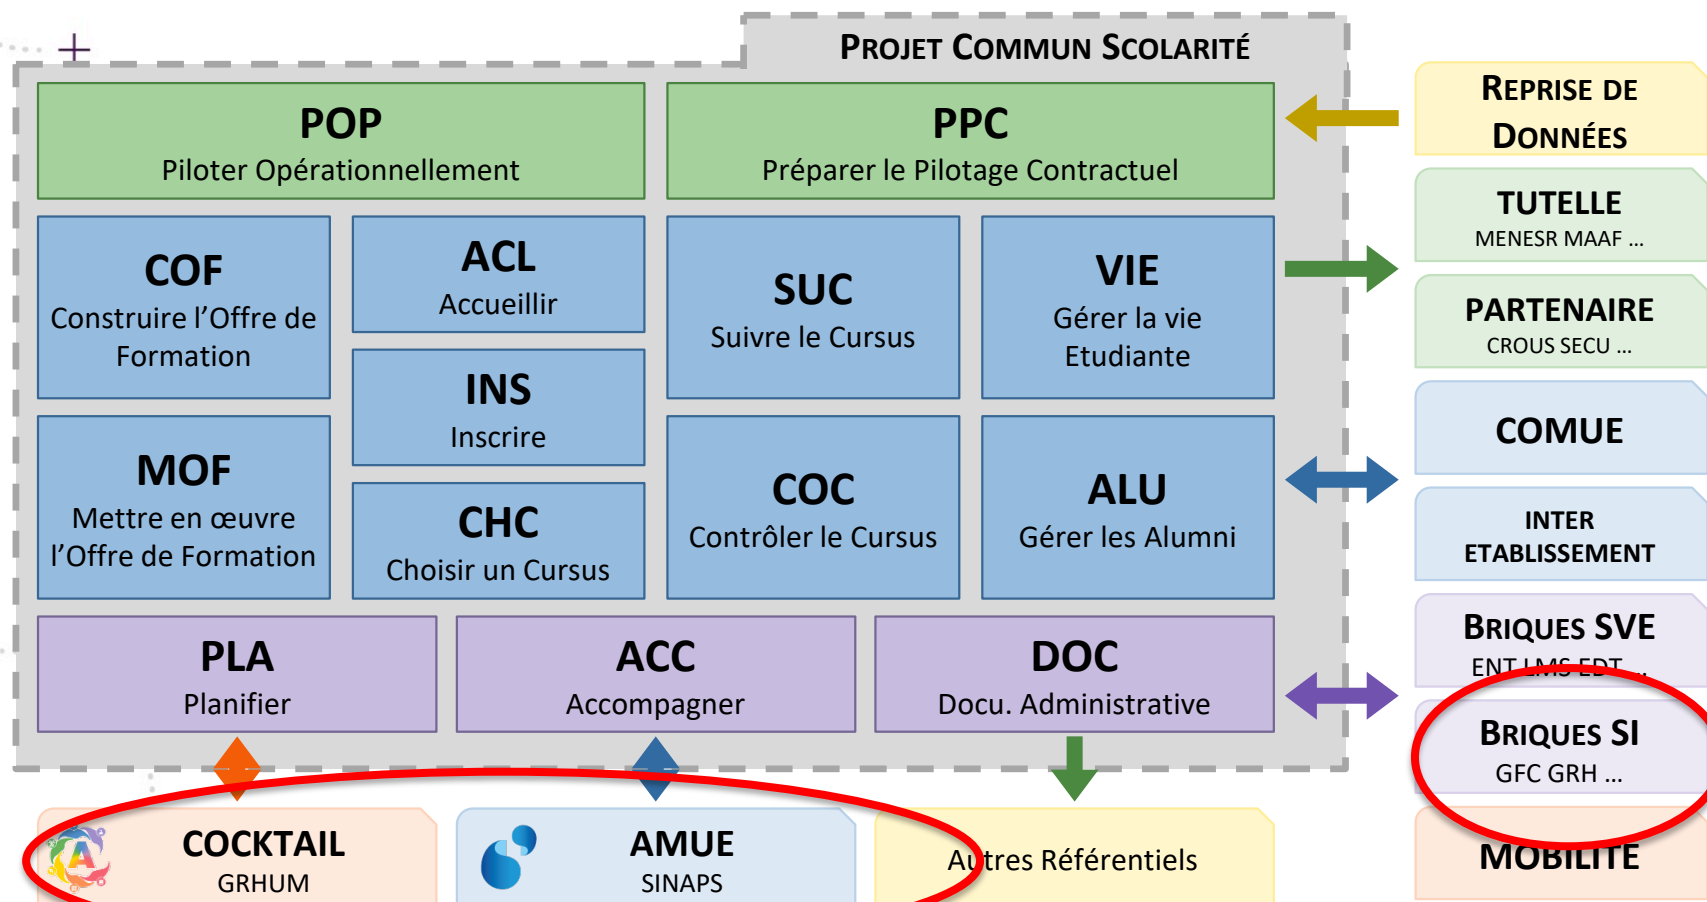 PROJET COMMUN SCOLARITÉ
POP
Piloter Opérationnellement
PPC
Préparer le Pilotage Contractuel
COF
Construire l'Offre de
Formation
ACL
Accueillir
SUC
Suivre le Cursus
VIE
Gérer la vie
Etudiante
INS
Inscrire
MOF
Mettre en œuvre
l'Offre de Formation
CHC
Choisir un Cursus
COC
Contrôler le Cursus
ALU
Gérer les Alumni
PLA
Planifier
ACC
Accompagner
DOC
Docu. Administrative
COCKTAIL
GRHUM
AMUE
SINAPS
Autres Référentiels
REPRISE DE
DONNÉES
TUTELLE
MENESR MAAF ...
PARTENAIRE
CROUS SECU ...
COMUE
INTER
ETABLISSEMENT
BRIQUES SVE
ENT LMS EDT ...
BRIQUES SI
GFC GRH ...
MOBILITE